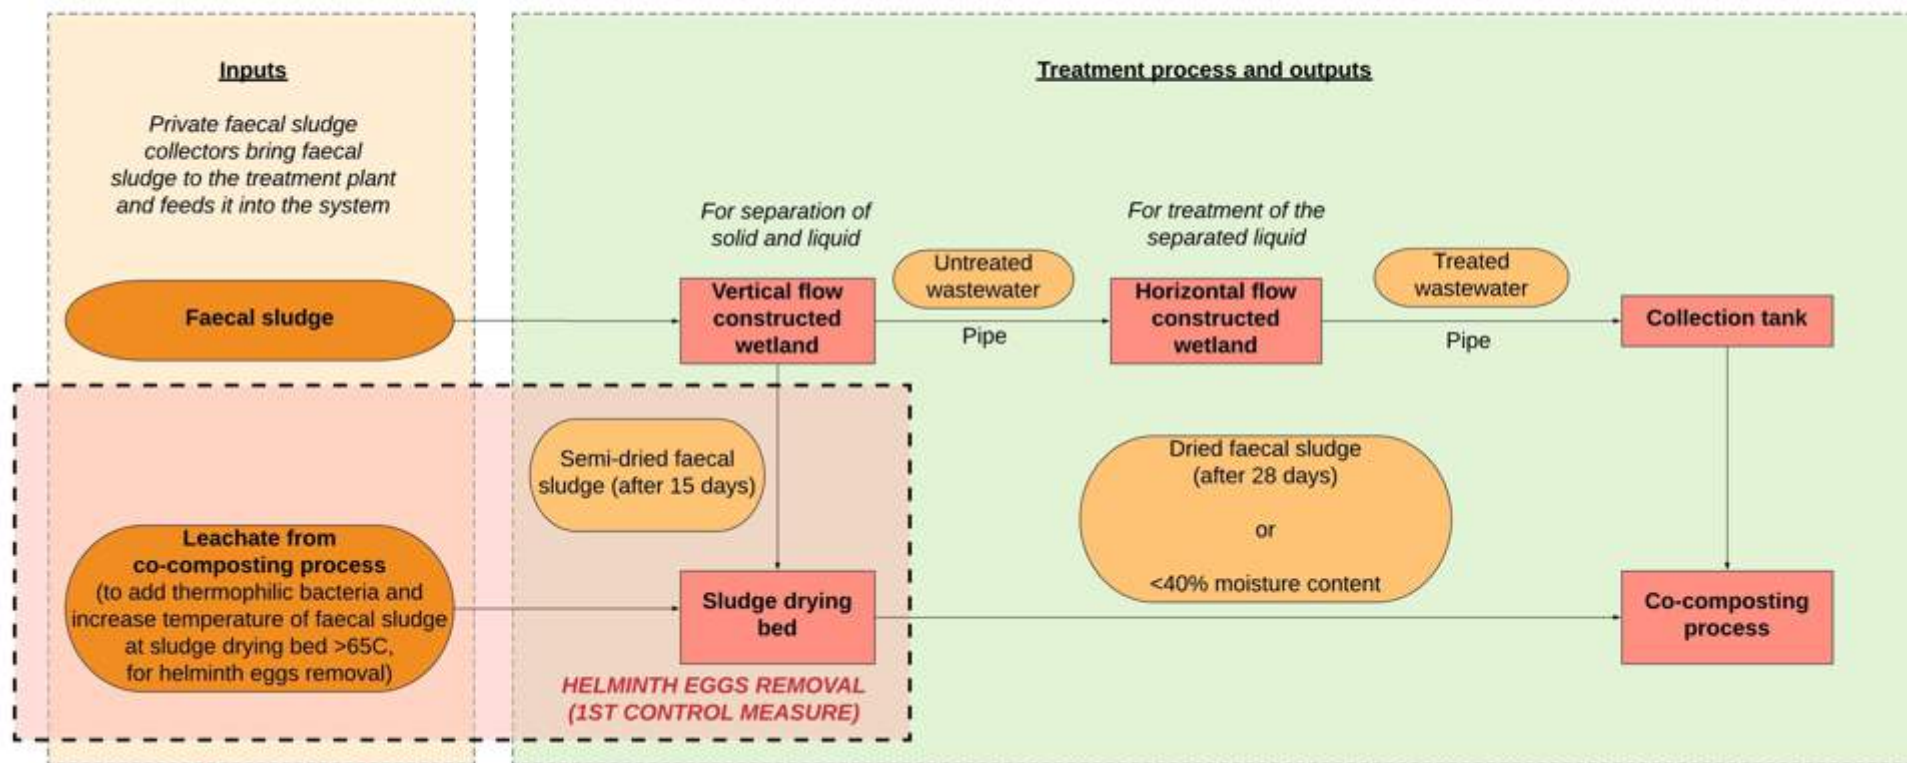 Inputs
Private faecal sludge
collectors bring faecal
sludge to the treatment plant
and feeds it into the system
Treatment process and outputs
For separation of
solid and liquid
For treatment of the
separated liquid
Faecal sludge
Vertical flow
constructed
wetland
Untreated
wastewater
Pipe
Horizontal flow
constructed
wetland
Treated
wastewater
Pipe
Collection tank
Semi-dried faecal
sludge (after 15 days)
Dried faecal sludge
(after 28 days)
or
<40% moisture content
Leachate from
co-composting process
(to add thermophilic bacteria and
increase temperature of faecal sludge
at sludge drying bed >65C,
for helminth eggs removal)
Sludge drying
bed
Co-composting
process
HELMINTH EGGS REMOVAL
(1ST CONTROL MEASURE)